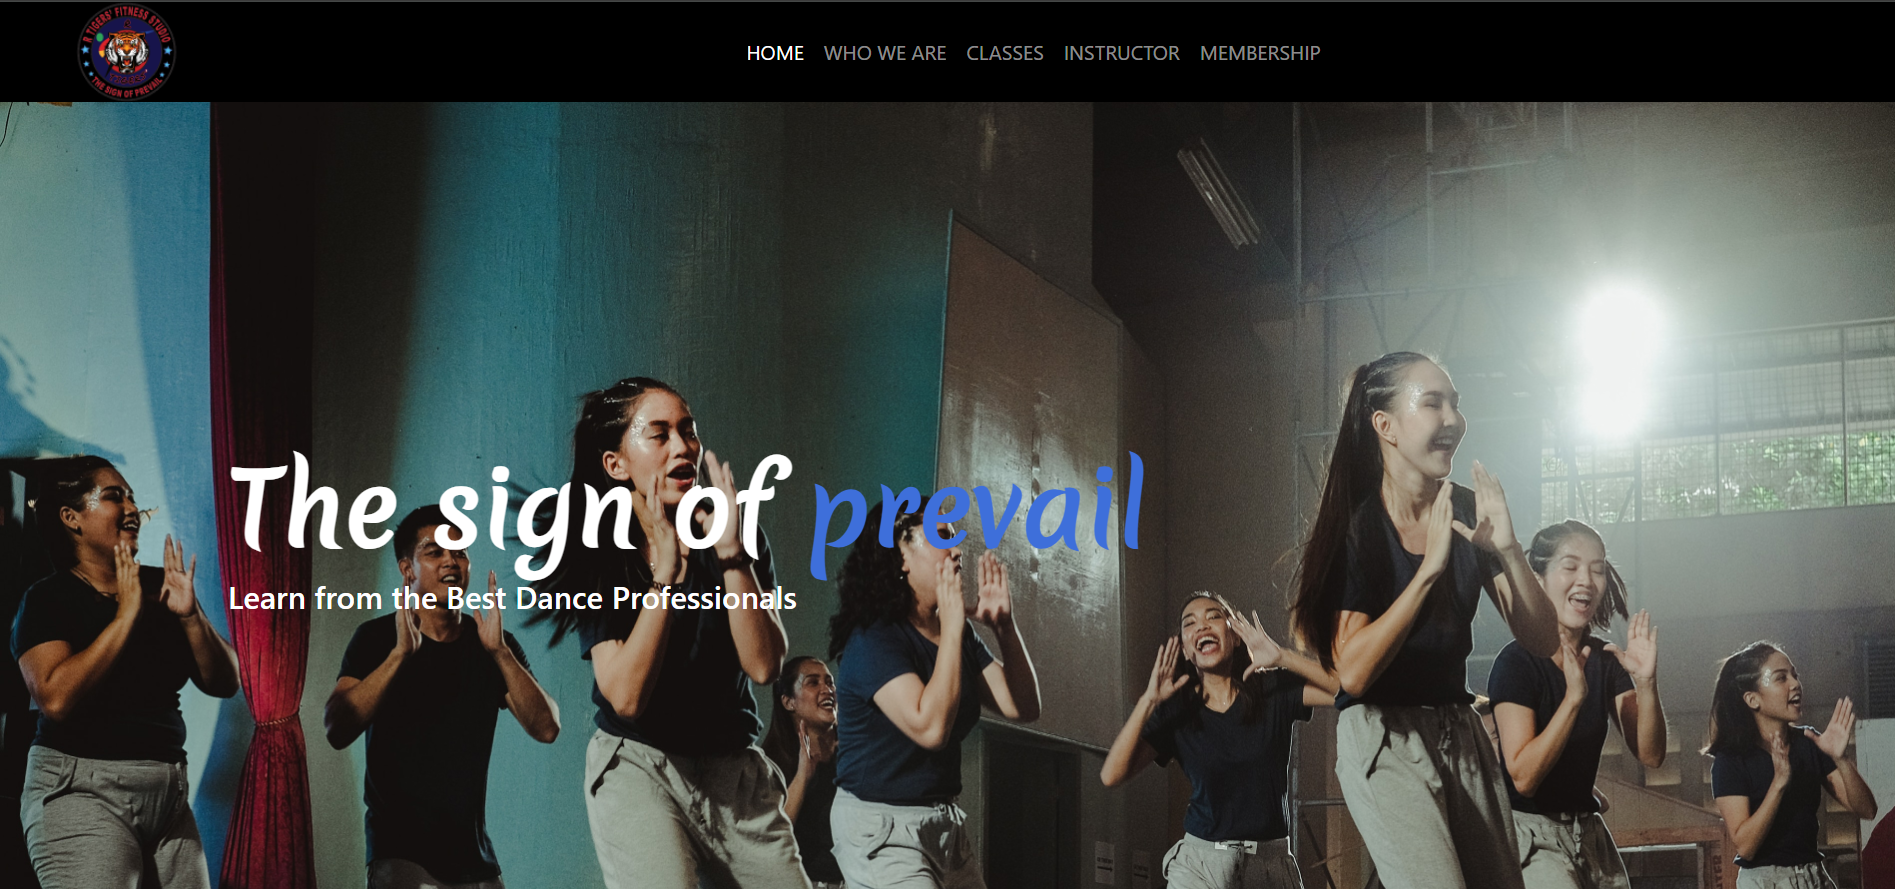 R TIGERS' FITNESS STUDIO
THE SIGN OF PREVAIL
HOME WHO WE ARE CLASSES INSTRUCTOR MEMBERSHIP
The sign of prevail
Learn from the Best Dance Professionals